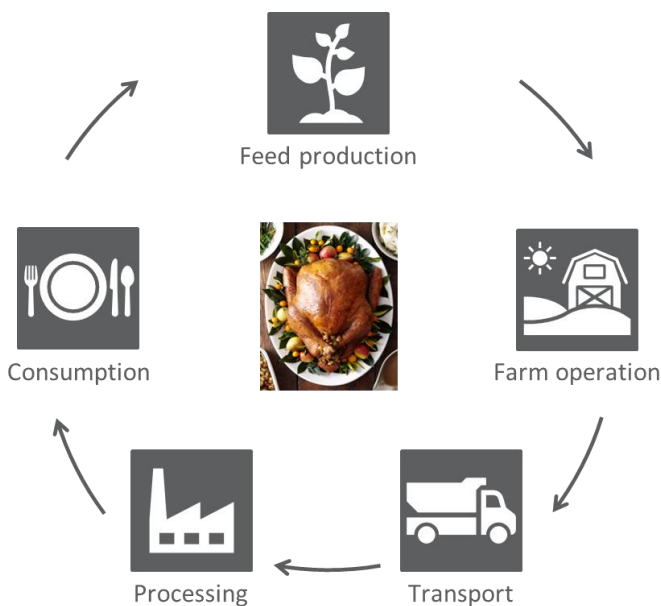 Feed production
Farm operation
Transport
Processing
Consumption